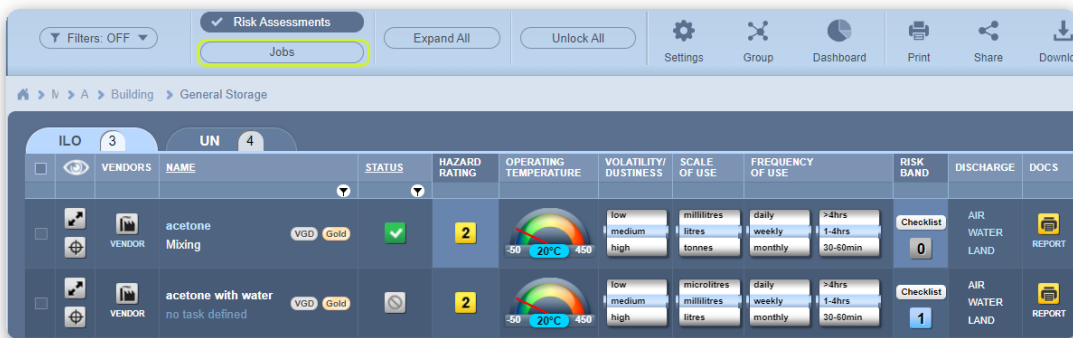 Filters: OFF
Risk Assessments
Jobs
Expand All
Unlock All
Settings
Group
Dashboard
Print
Share
Downlo
M > A > Building > General Storage
ILO 3
UN 4
VENDORS
NAME
STATUS
HAZARD
RATING
OPERATING
TEMPERATURE
VOLATILITY/
DUSTINESS
SCALE
OF USE
FREQUENCY
OF USE
RISK
BAND
DISCHARGE
DOCS
VENDOR
acetone
Mixing
VGD Gold
2
-50 20°C 450
low
medium
high
millilitres
litres
tonnes
daily
weekly
monthly
>4hrs
1-4hrs
30-60min
Checklist
0
AIR
WATER
LAND
REPORT
VENDOR
acetone with water
no task defined
VGD Gold
2
-50 20°C 450
low
medium
high
microlitres
millilitres
litres
daily
weekly
monthly
>4hrs
1-4hrs
30-60min
Checklist
1
AIR
WATER
LAND
REPORT